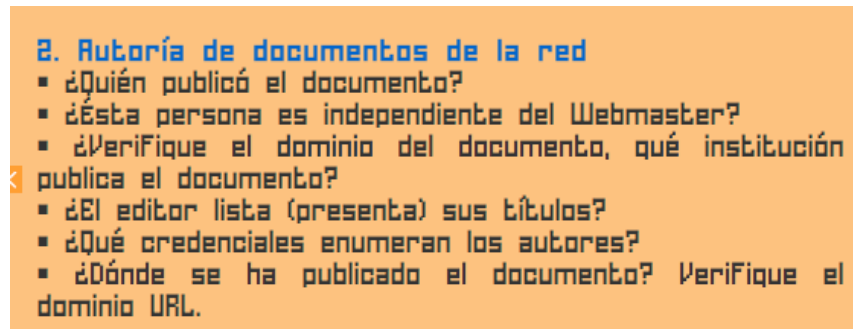 2. Autoría de documentos de la red
▪ ¿Quién publicó el documento?
▪ ¿Ésta persona es independiente del Webmaster?
▪ ¿Verifique el dominio del documento, qué institución
publica el documento?
▪ ¿El editor lista (presenta) sus títulos?
▪ ¿Qué credenciales enumeran los autores?
▪ ¿Dónde se ha publicado el documento? Verifique el
dominio URL.